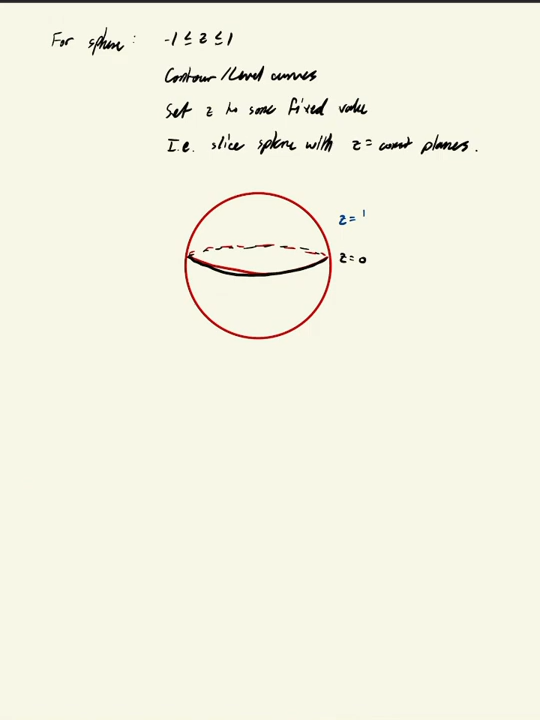 For sphere: -1 ≤ z ≤ 1
Contour/Level curves
Set z to some fixed value
I.e. slice sphere with z = const planes.
z = 1
z = 0